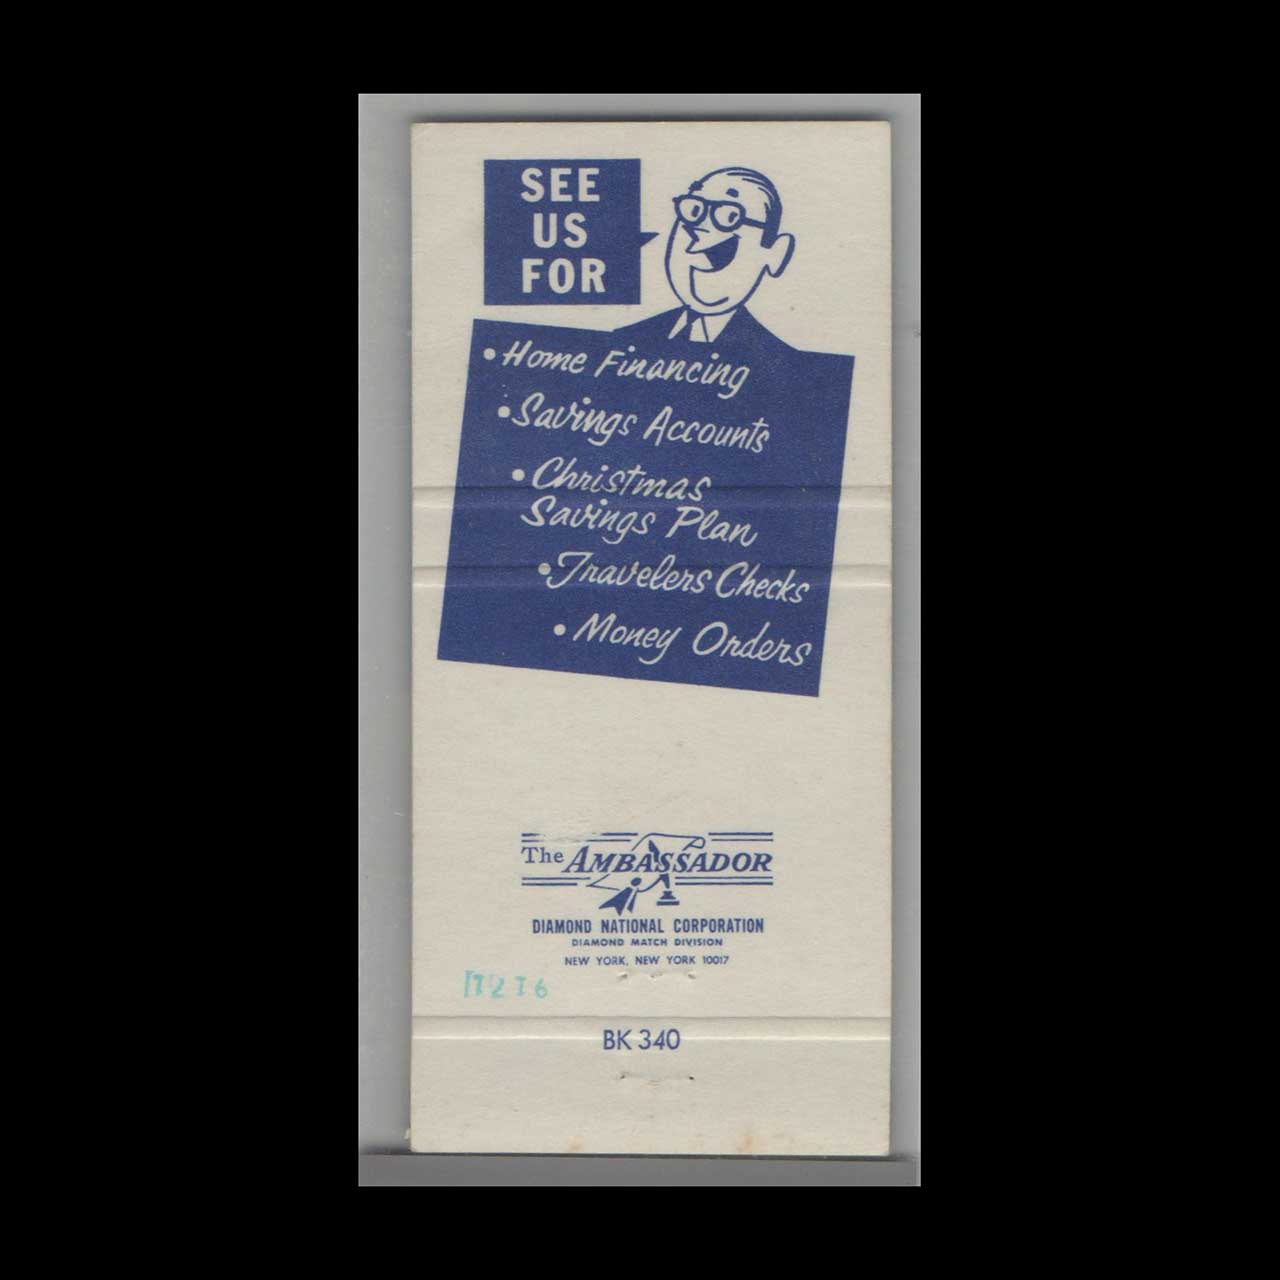 SEE
US
FOR
• Home Financing
• Savings Accounts
• Christmas
Savings Plan
• Travelers Checks
• Money Orders
The AMBASSADOR
DIAMOND NATIONAL CORPORATION
DIAMOND MATCH DIVISION
NEW YORK, NEW YORK 10017
BK 340